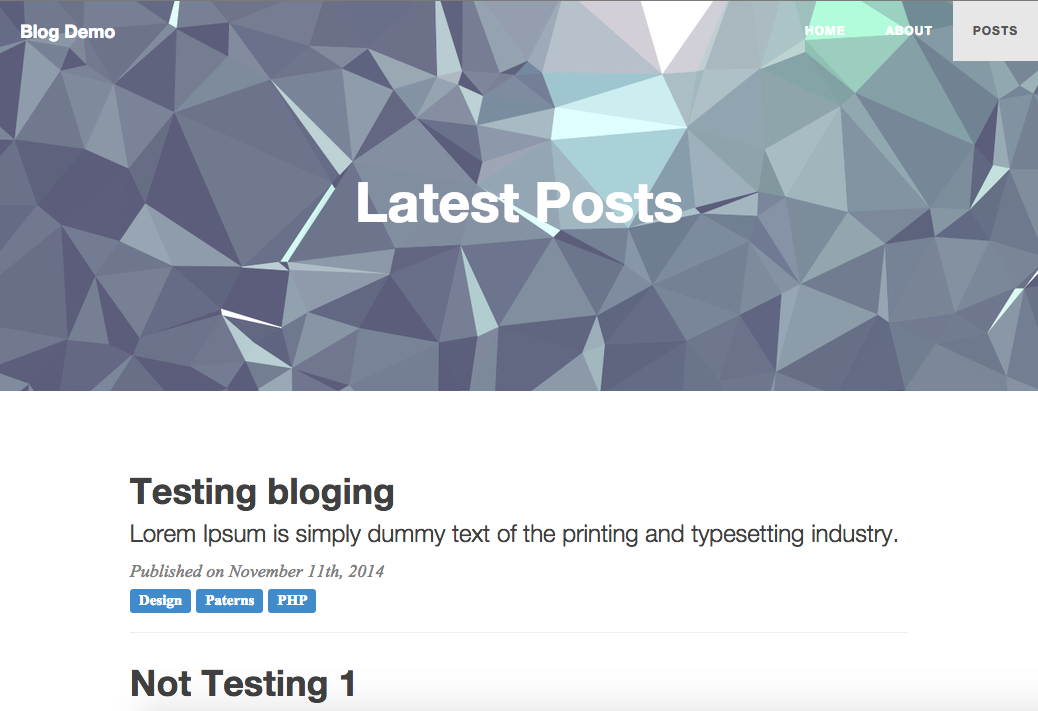 Blog Demo
HOME ABOUT POSTS
Latest Posts
Testing bloging
Lorem Ipsum is simply dummy text of the printing and typesetting industry.
Published on November 11th, 2014
Design Paterns PHP
Not Testing 1